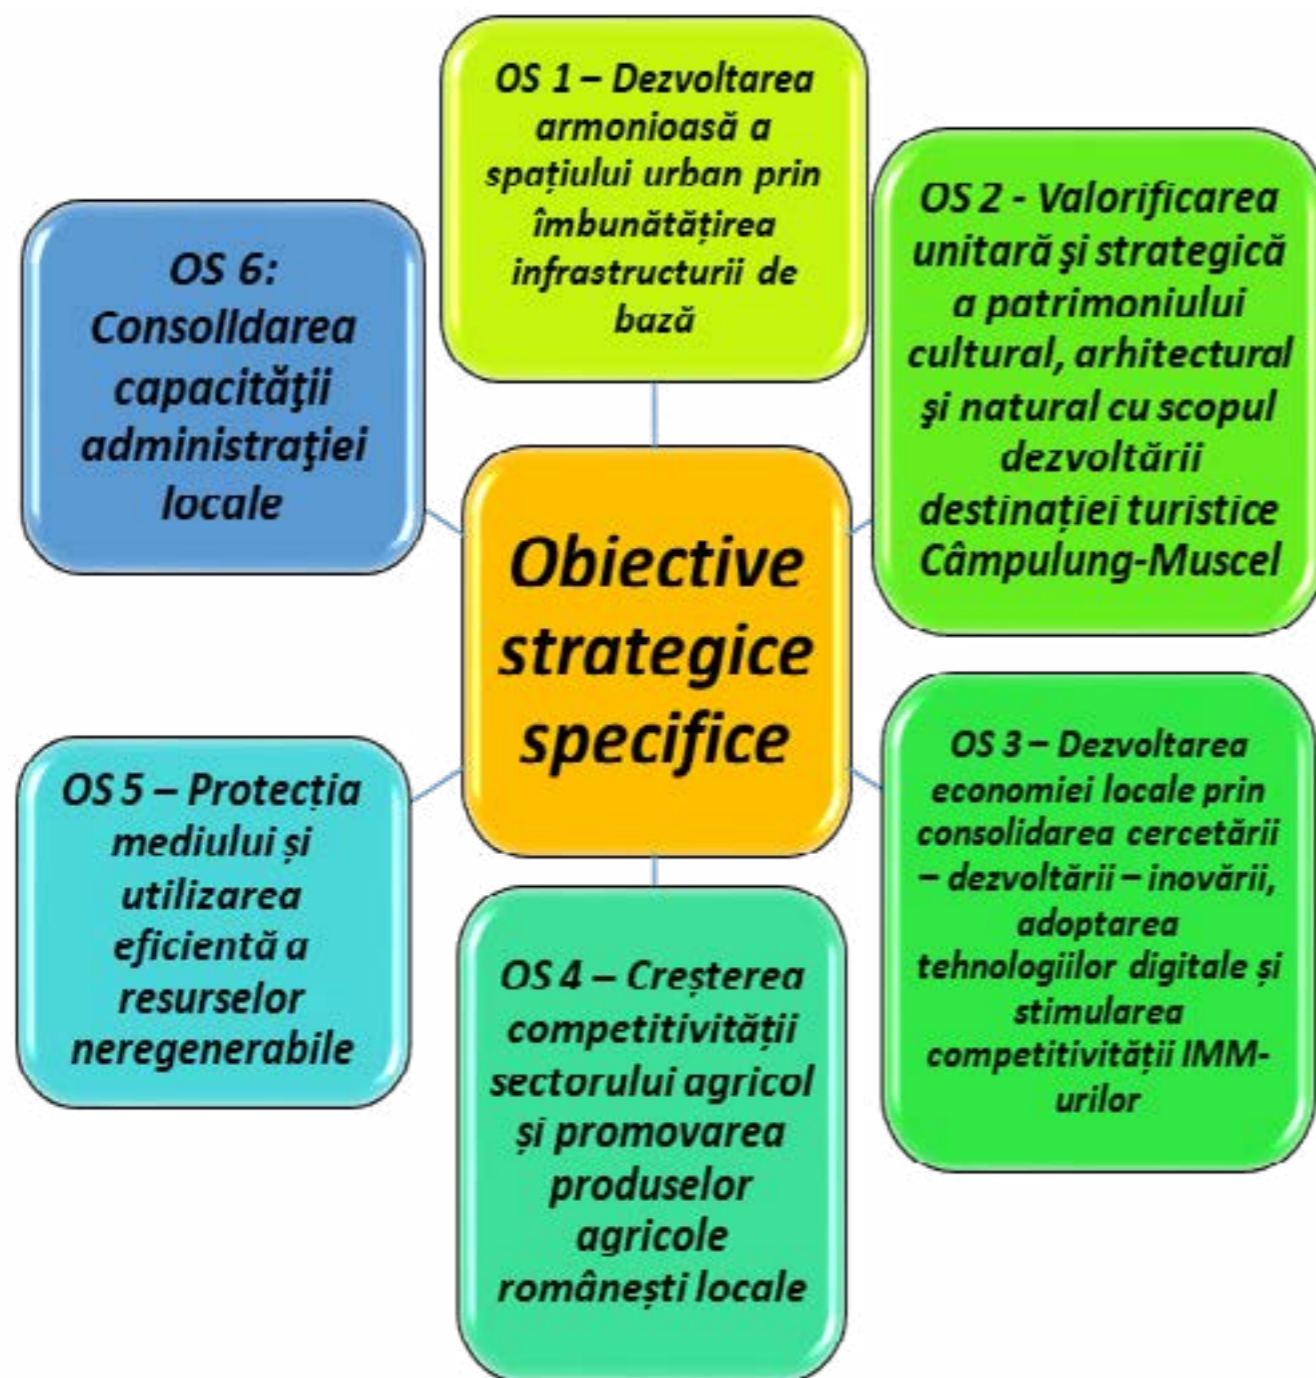 OS 1 – Dezvoltarea
armonioasă a
spațiului urban prin
îmbunătățirea
infrastructurii de
bază
OS 2 - Valorificarea
unitară şi strategică
a patrimoniului
cultural, arhitectural
şi natural cu scopul
dezvoltării
destinației turistice
Câmpulung-Muscel
OS 3 – Dezvoltarea
economiei locale prin
consolidarea cercetării
– dezvoltării – inovării,
adoptarea
tehnologiilor digitale și
stimularea
competitivității IMM-
urilor
OS 4 – Creșterea
competitivității
sectorului agricol
și promovarea
produselor
agricole
românești locale
OS 5 – Protecția
mediului și
utilizarea
eficientă a
resurselor
neregenerabile
OS 6:
Consolidarea
capacităţii
administraţiei
locale
Obiective
strategice
specifice